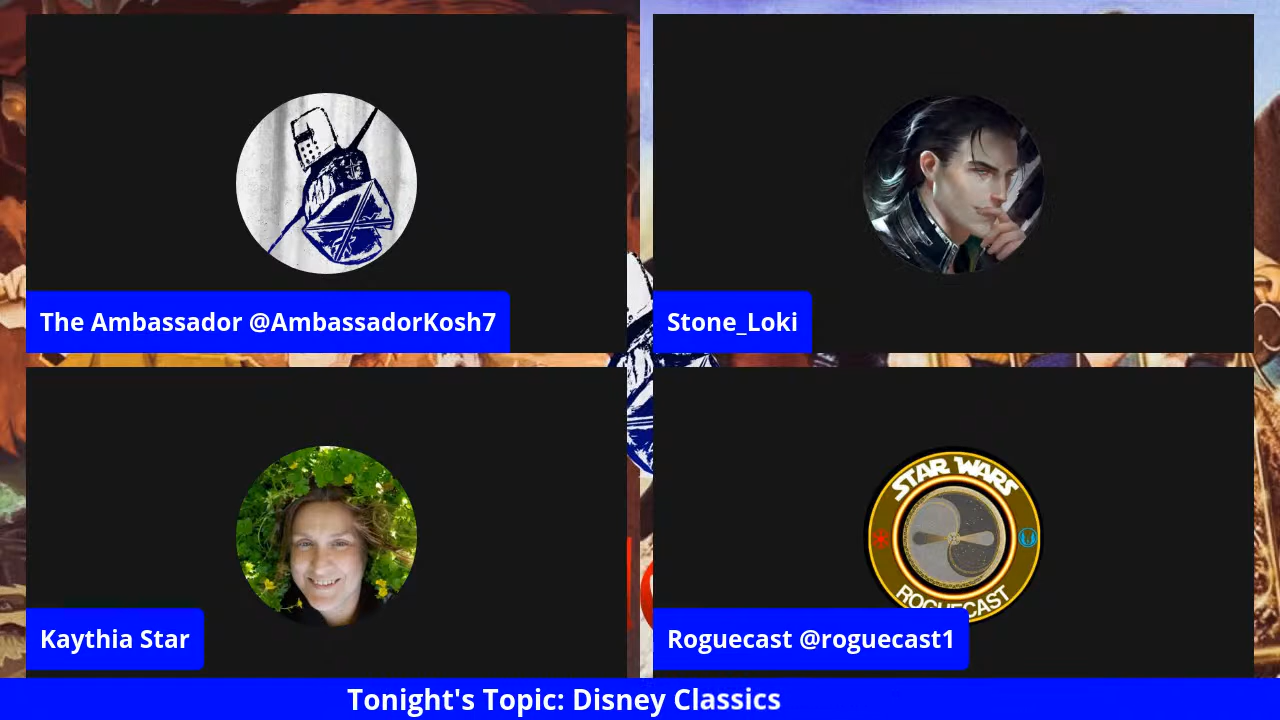 The Ambassador @AmbassadorKosh7
Stone_Loki
Kaythia Star
STAR WARS
ROGUECAST
Roguecast @roguecast1
Tonight's Topic: Disney Classics